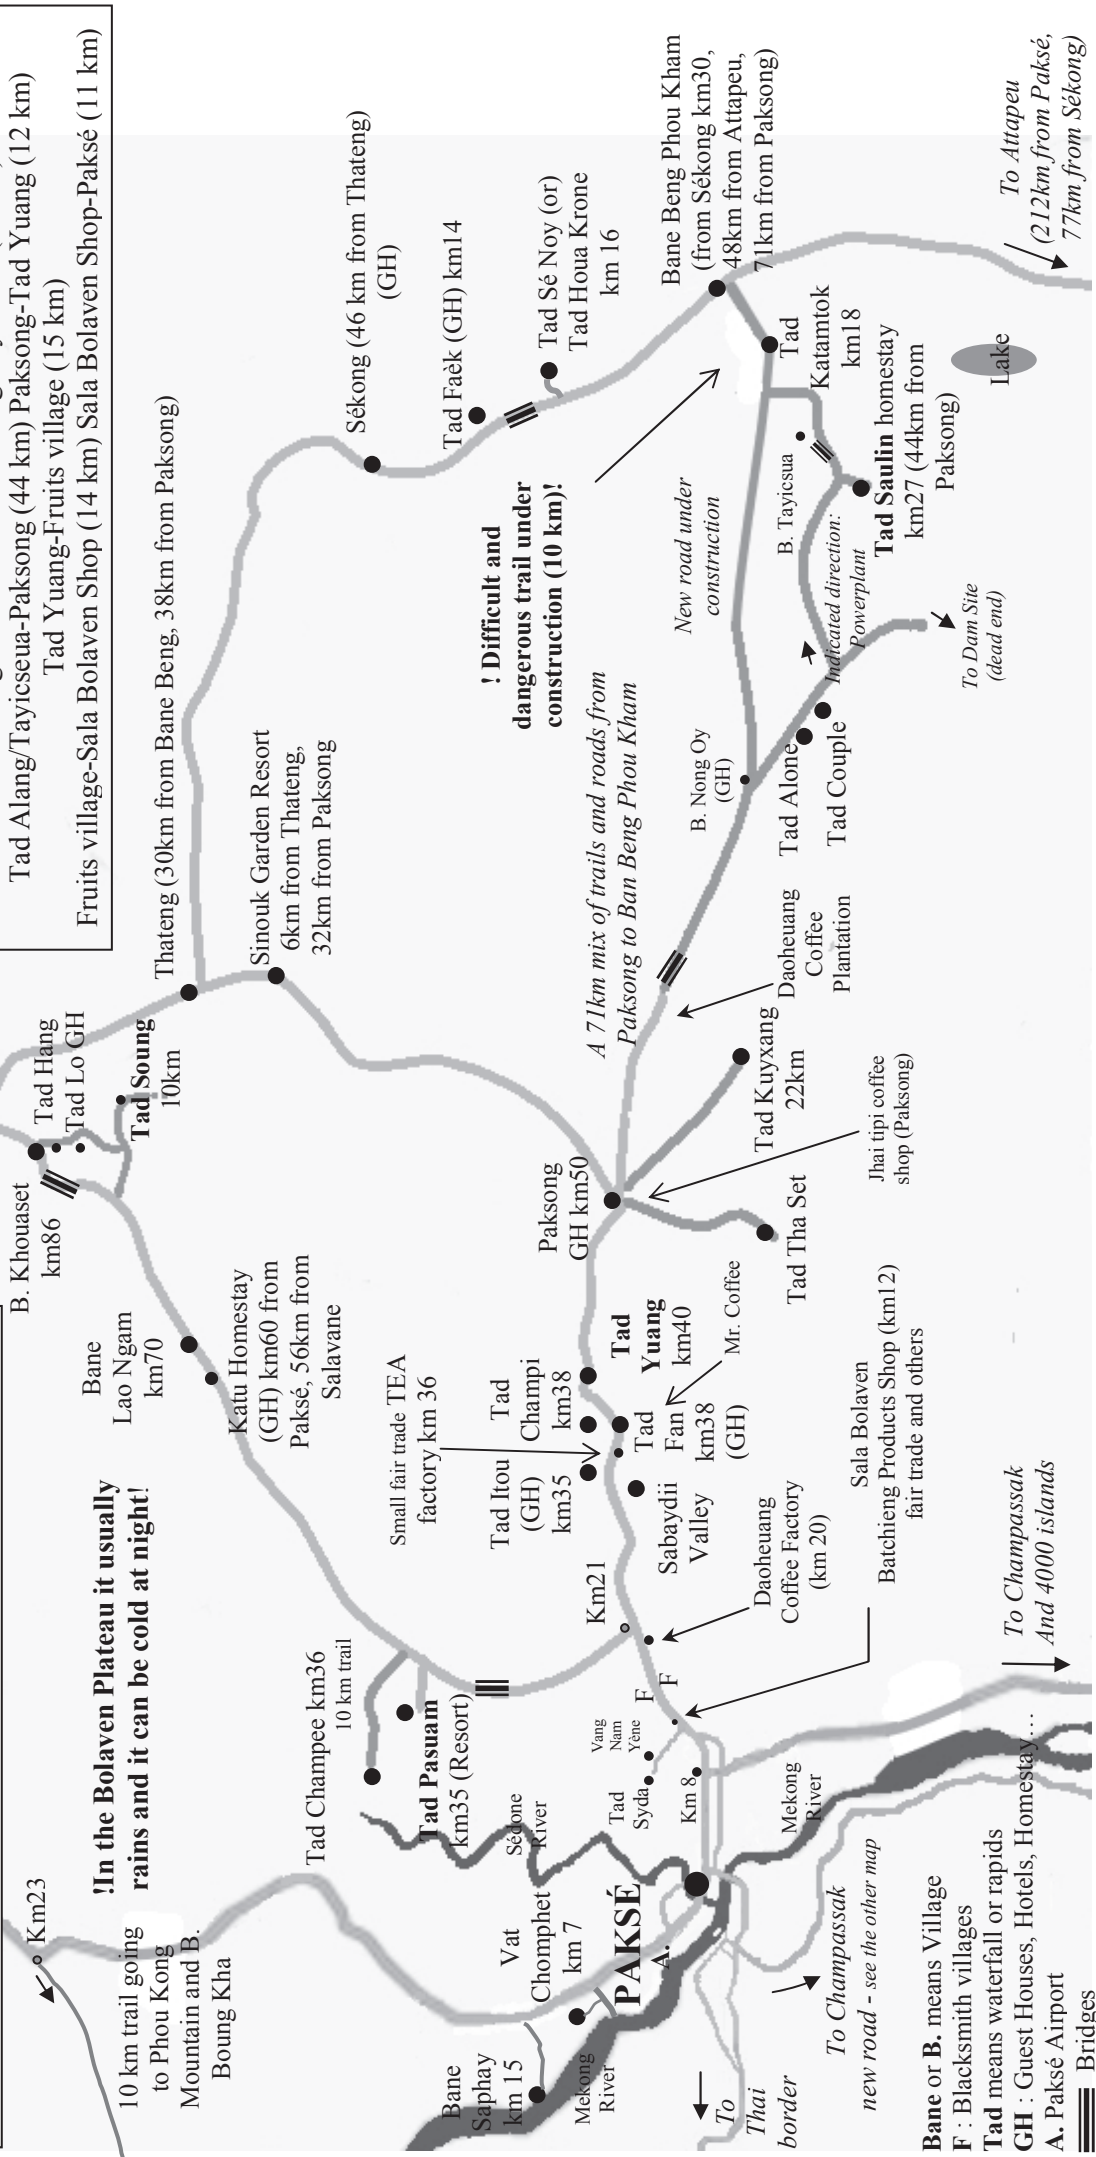 Tad Alang/Tayicseua-Paksong (44 km) Paksong-Tad Yuang (12 km)
Tad Yuang-Fruits village (15 km)
Fruits village-Sala Bolaven Shop (14 km) Sala Bolaven Shop-Paksé (11 km)
Km23
10 km trail going
to Phou Kong
Mountain and B.
Boung Kha
!In the Bolaven Plateau it usually
rains and it can be cold at night!
B. Khouaset
km86
Tad Hang
Tad Lo GH
Tad Soung
10km
Bane
Lao Ngam
km70
Katu Homestay
(GH) km60 from
Paksé, 56km from
Salavane
Thateng (30km from Bane Beng, 38km from Paksong)
Sinouk Garden Resort
6km from Thateng,
32km from Paksong
Sékong (46 km from Thateng)
(GH)
Tad Faèk (GH) km14
Tad Sé Noy (or)
Tad Houa Krone
km 16
Bane Beng Phou Kham
(from Sékong km30,
48km from Attapeu,
71km from Paksong)
To Attapeu
(212km from Paksé,
77km from Sékong)
Tad Champee km36
10 km trail
Tad Pasuam
km35 (Resort)
Small fair trade TEA
factory km 36
Tad Itou
(GH)
km35
Tad
Champi
km38
Paksong
GH km50
A 71km mix of trails and roads from
Paksong to Ban Beng Phou Kham
! Difficult and
dangerous trail under
construction (10 km)!
New road under
construction
B. Nong Oy
(GH)
Tad
Katamtok
km18
B. Tayicsua
Tad Saulin homestay
km27 (44km from
Paksong)
Lake
Indicated direction:
Powerplant
To Dam Site
(dead end)
Tad Alone
Tad Couple
Daoheuang
Coffee
Plantation
Tad Kuyxang
22km
Jhai tipi coffee
shop (Paksong)
Tad Tha Set
Tad
Yuang
km40
Mr. Coffee
Tad
Fan
km38
(GH)
Sabaydii
Valley
Km21
Daoheuang
Coffee Factory
(km 20)
Sala Bolaven
Batchieng Products Shop (km12)
fair trade and others
F
F
Vang
Nam
Yène
Tad
Syda
Km 8
Sédone
River
Vat
Chomphet
km 7
PAKSÉ
A.
Bane
Saphay
km 15
Mekong
River
Mekong
River
To Champassak
And 4000 islands
To
Thai
border
To Champassak
new road - see the other map
Bane or B. means Village
F : Blacksmith villages
Tad means waterfall or rapids
GH : Guest Houses, Hotels, Homestay….
A. Paksé Airport
Bridges